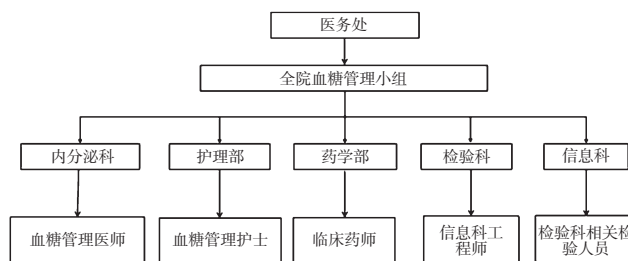 医务处
全院血糖管理小组
内分泌科
护理部
药学部
检验科
信息科
血糖管理医师
血糖管理护士
临床药师
信息科工
程师
检验科相关检
验人员